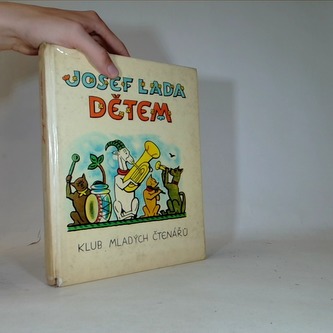 JOSEF LADA
DĚTEM
KLUB MLADÝCH ČTENÁŘŮ